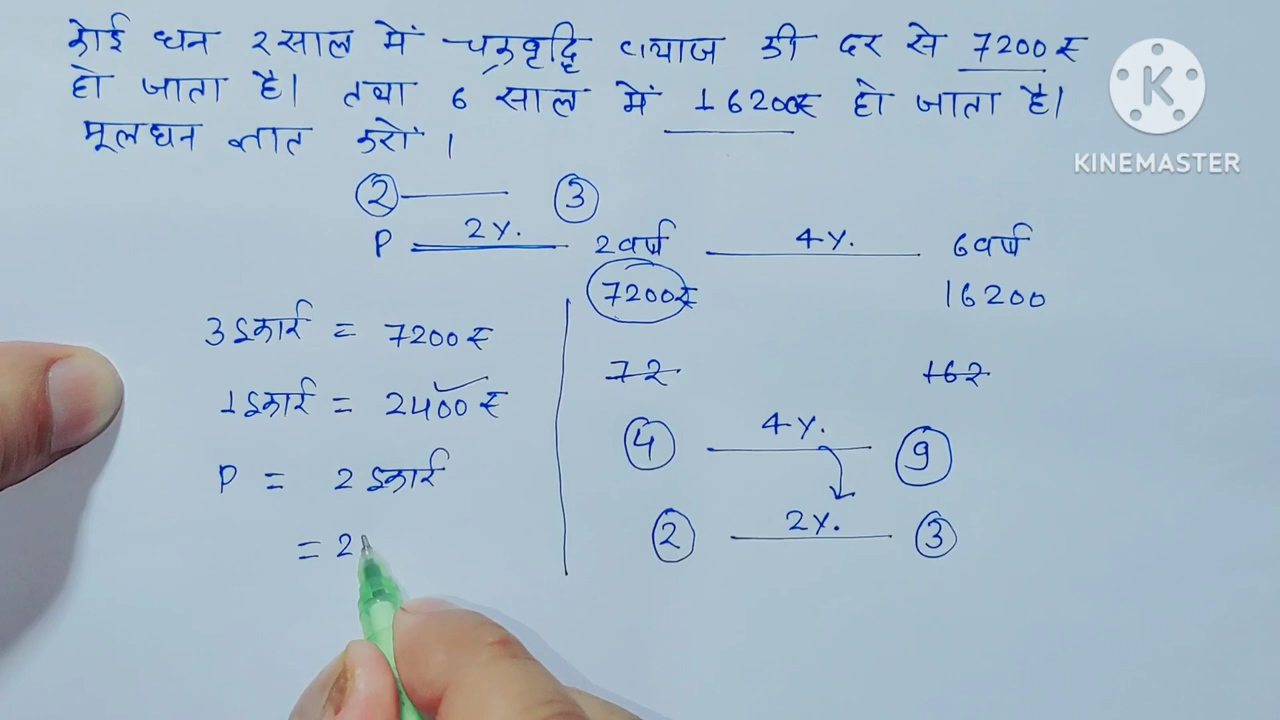 कोई धन 2 साल में चक्रवृद्धि ब्याज की दर से 7200₹
हो जाता है। तथा 6 साल में 16200₹ हो जाता है।
मूलधन ज्ञात करो।
K
KINEMASTER
2 3
P 2y. 2वर्ष 4y. 6वर्ष
7200₹ 16200
3इकाई = 7200₹
72 162
1इकाई = 2400₹
4 4y. 9
P = 2इकाई
2 2y. 3
= 2